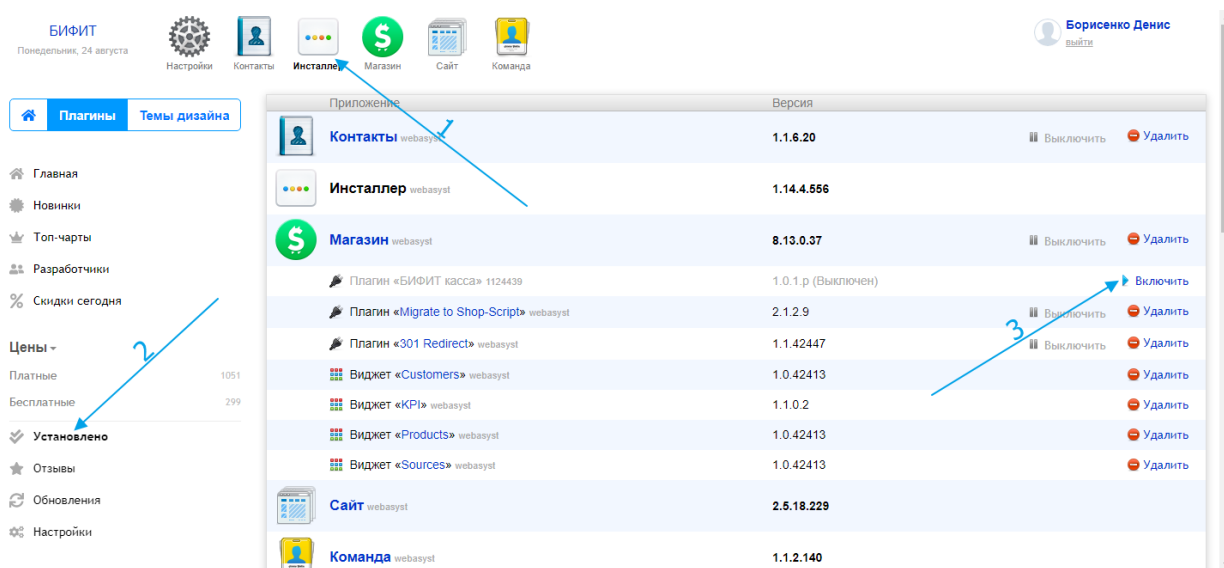 БИФИТ
Понедельник, 24 августа
Настройки Контакты Инсталлер Магазин Сайт Команда
Борисенко Денис
выйти
Плагины Темы дизайна
Главная
Новинки
Топ-чарты
Разработчики
Скидки сегодня
Цены
Платные 1051
Бесплатные 299
Установлено
Отзывы
Обновления
Настройки
Приложение Версия
Контакты webasyst 1.1.6.20 Выключить Удалить
Инсталлер webasyst 1.14.4.556
Магазин webasyst 8.13.0.37 Выключить Удалить
Плагин «БИФИТ касса» 1124439 1.0.1.p (Выключен) Включить
Плагин «Migrate to Shop-Script» webasyst 2.1.2.9 Выключить Удалить
Плагин «301 Redirect» webasyst 1.1.42447 Выключить Удалить
Виджет «Customers» webasyst 1.0.42413 Удалить
Виджет «KPI» webasyst 1.1.0.2 Удалить
Виджет «Products» webasyst 1.0.42413 Удалить
Виджет «Sources» webasyst 1.0.42413 Удалить
Сайт webasyst 2.5.18.229
Команда webasyst 1.1.2.140
1
2
3